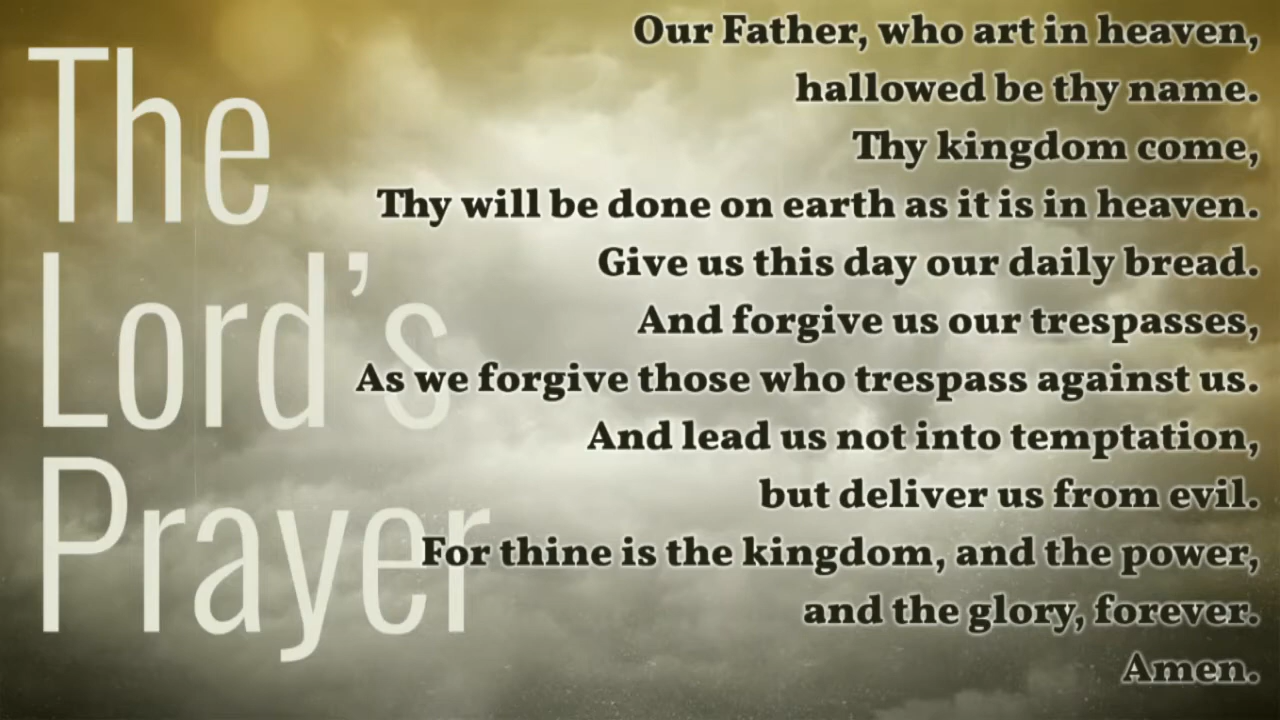 The
Lord’s
Prayer
Our Father, who art in heaven,
hallowed be thy name.
Thy kingdom come,
Thy will be done on earth as it is in heaven.
Give us this day our daily bread.
And forgive us our trespasses,
As we forgive those who trespass against us.
And lead us not into temptation,
but deliver us from evil.
For thine is the kingdom, and the power,
and the glory, forever.
Amen.